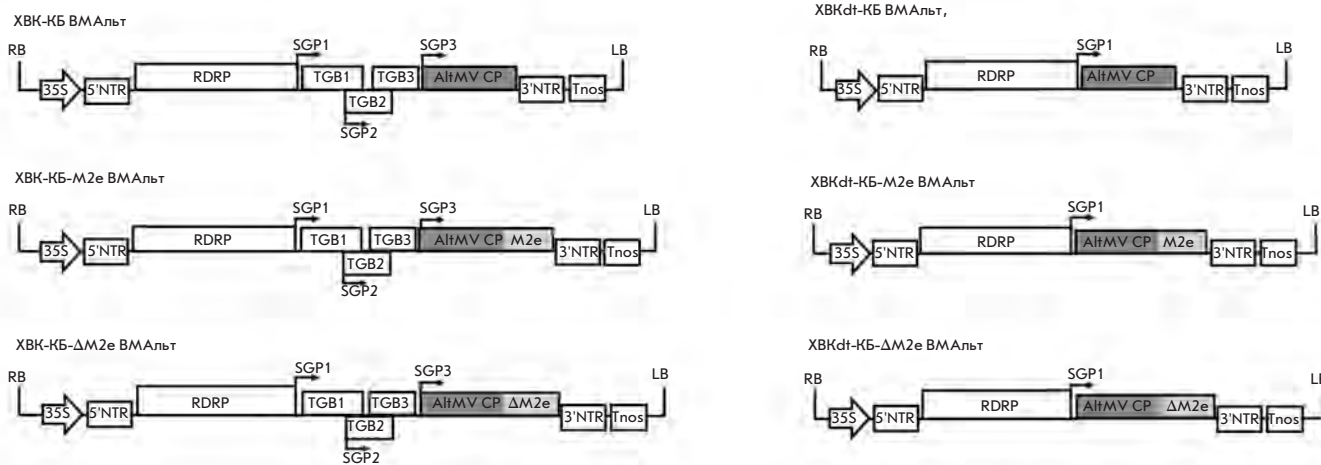 ХВК-КБ ВМАльт
RB SGP1 SGP3 LB
35S 5'NTR RDRP TGB1 TGB3 AltMV CP 3'NTR Tnos
TGB2
SGP2
ХВК-КБ-М2е ВМАльт
RB SGP1 SGP3 LB
35S 5'NTR RDRP TGB1 TGB3 AltMV CP M2e 3'NTR Tnos
TGB2
SGP2
ХВК-КБ-ΔМ2е ВМАльт
RB SGP1 SGP3 LB
35S 5'NTR RDRP TGB1 TGB3 AltMV CP ΔM2e 3'NTR Tnos
TGB2
SGP2
ХВКdt-КБ ВМАльт,
RB SGP1 LB
35S 5'NTR RDRP AltMV CP 3'NTR Tnos
ХВКdt-КБ-М2е ВМАльт
RB SGP1 LB
35S 5'NTR RDRP AltMV CP M2e 3'NTR Tnos
ХВКdt-КБ-ΔМ2е ВМАльт
RB SGP1
35S 5'NTR RDRP AltMV CP ΔM2e 3'NTR Tnos